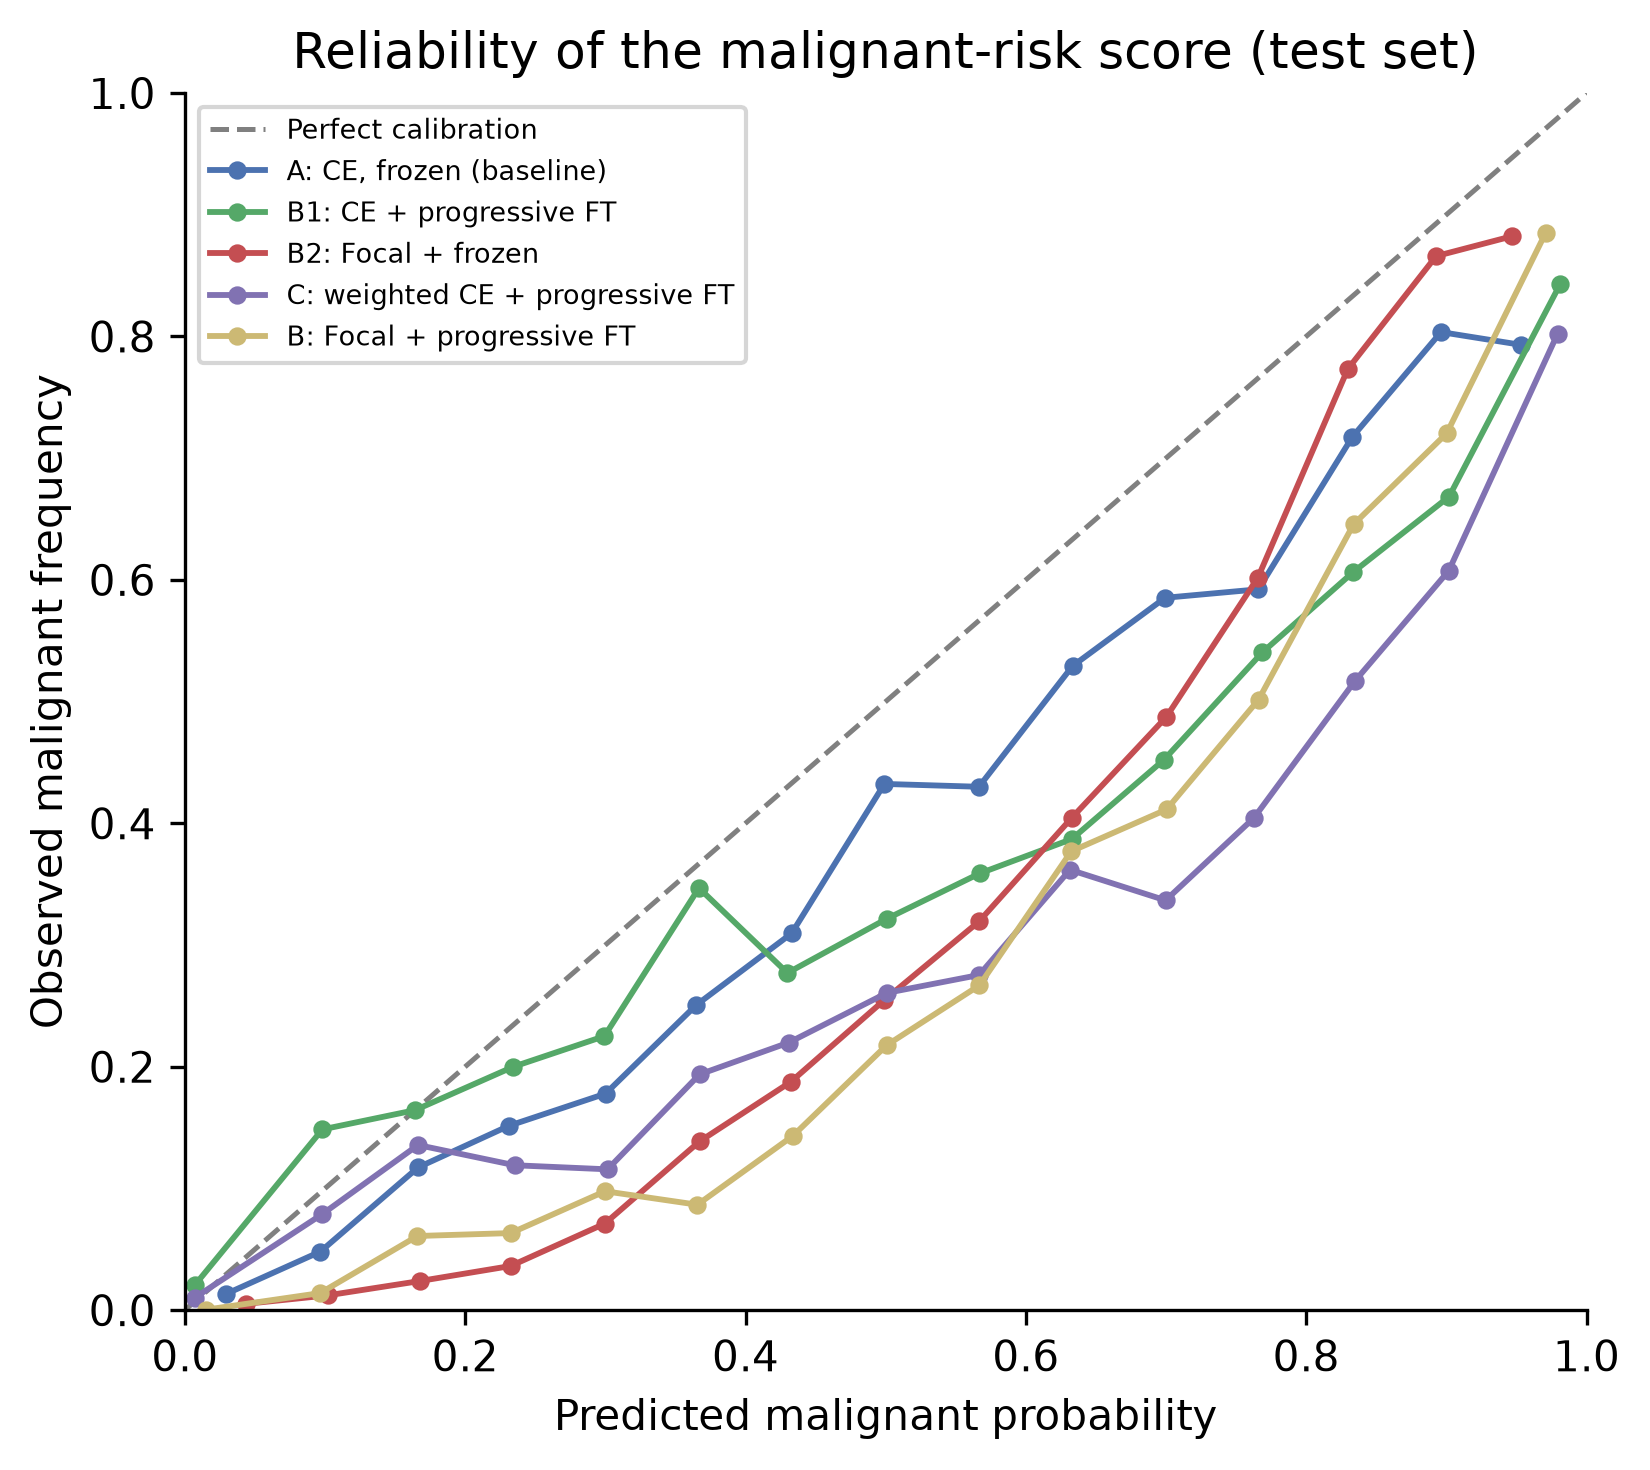 Reliability of the malignant-risk score (test set)
Perfect calibration
A: CE, frozen (baseline)
B1: CE + progressive FT
B2: Focal + frozen
C: weighted CE + progressive FT
B: Focal + progressive FT
Observed malignant frequency
1.0
0.8
0.6
0.4
0.2
0.0
0.0 0.2 0.4 0.6 0.8 1.0
Predicted malignant probability